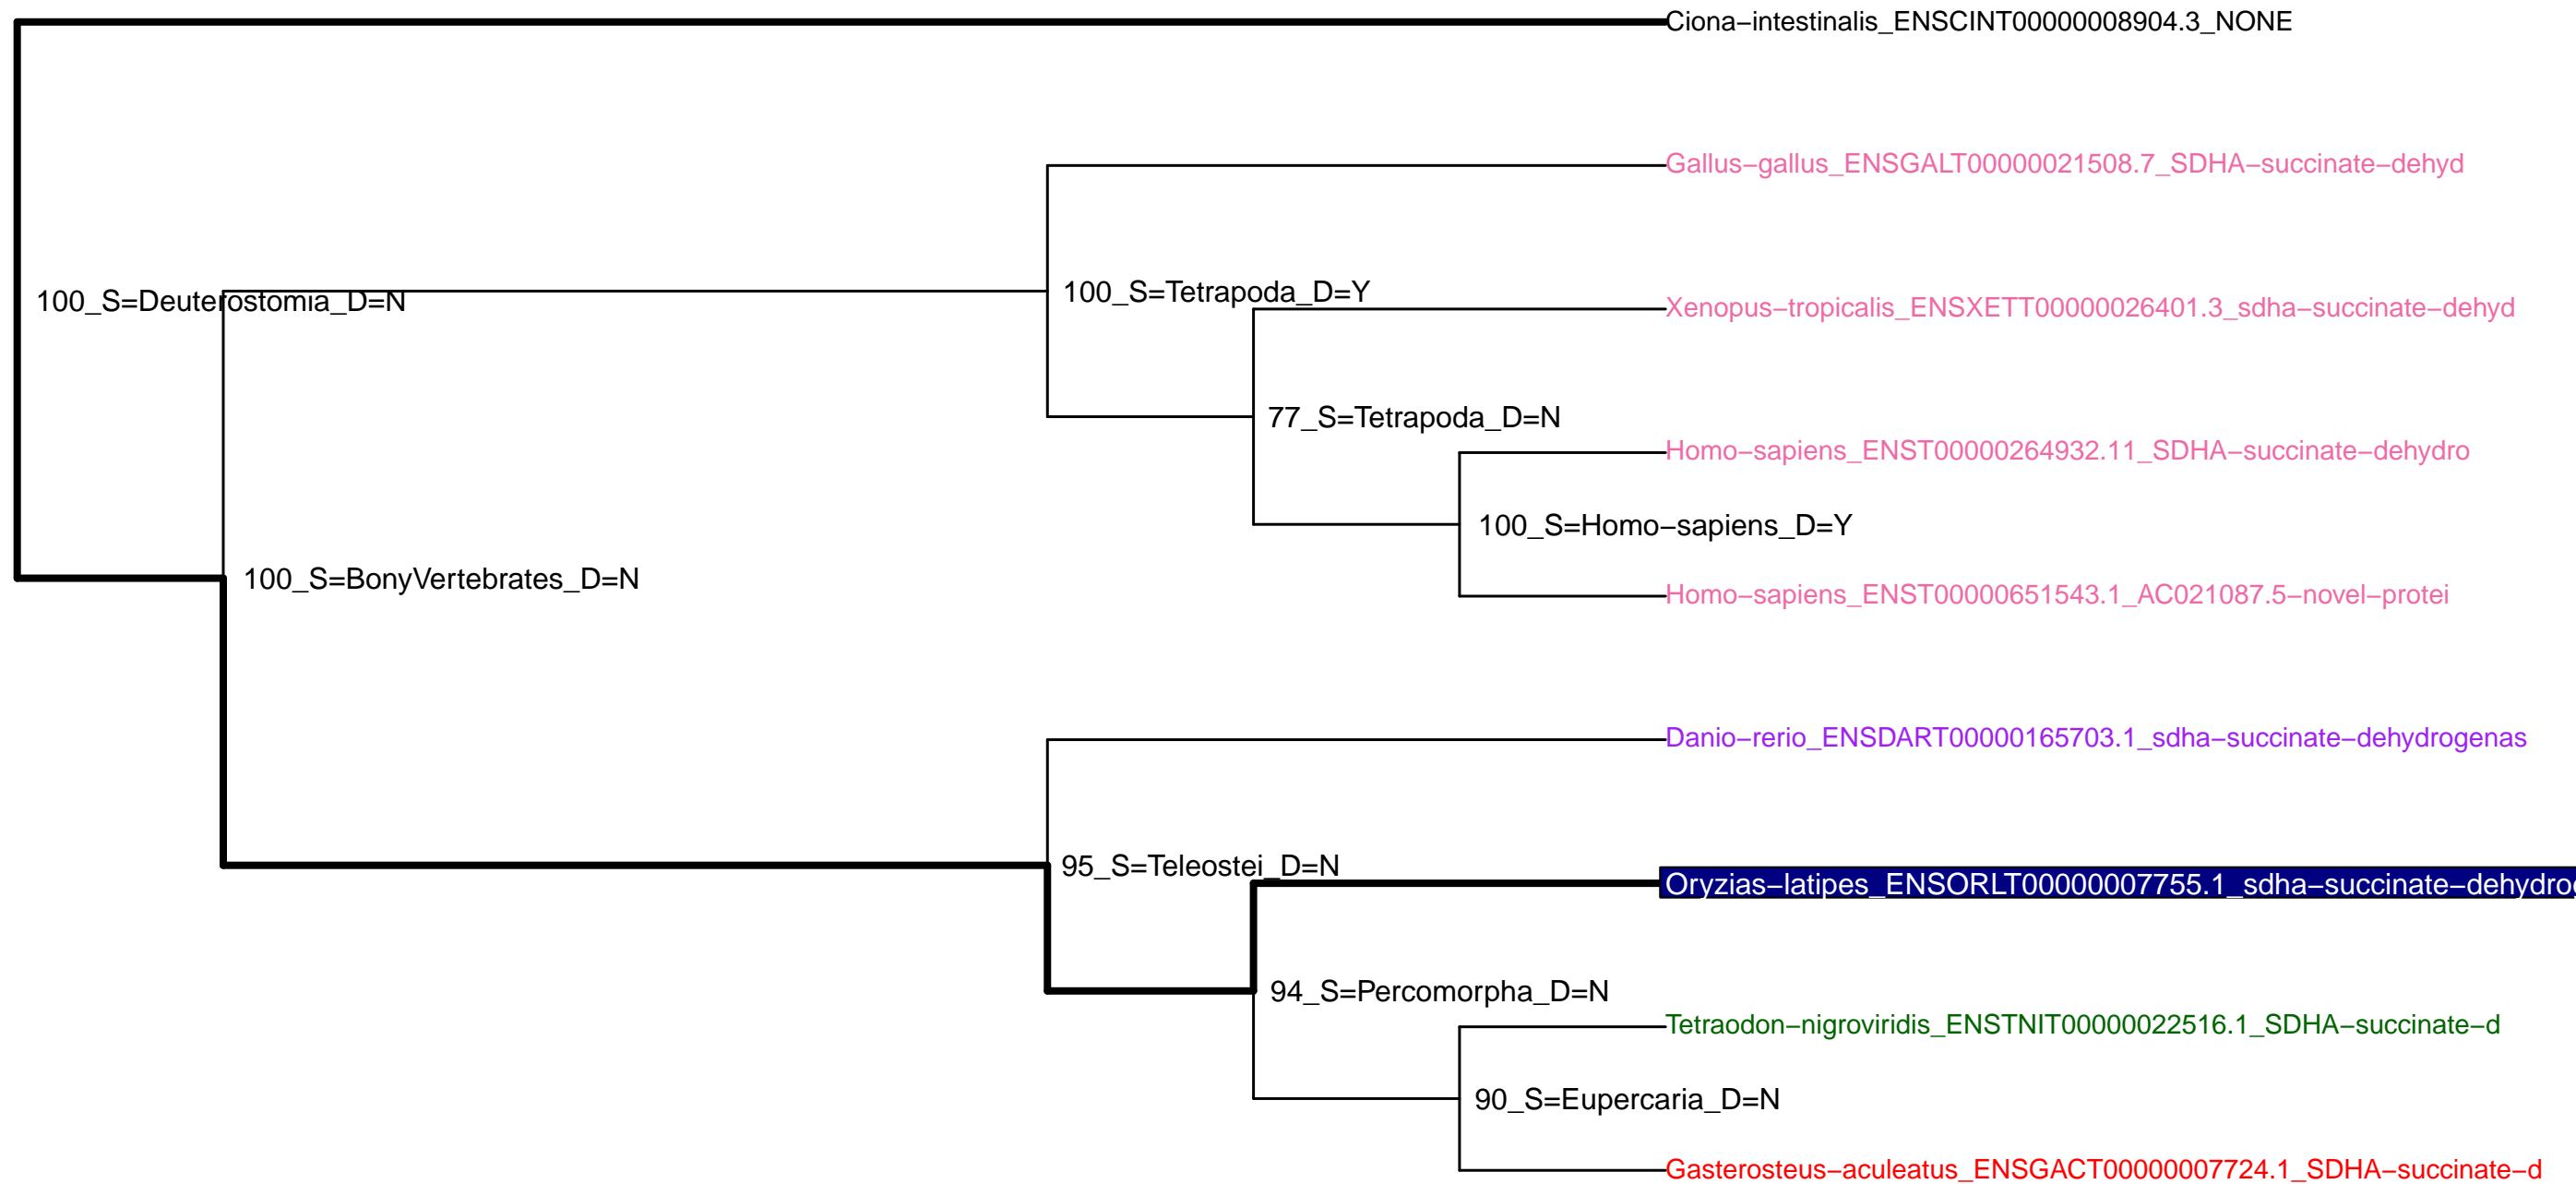 Ciona−intestinalis_ENSCINT00000008904.3_NONE
Gallus−gallus_ENSGALT00000021508.7_SDHA−succinate−dehyd
100_S=Deuterostomia_D=N
100_S=Tetrapoda_D=Y
Xenopus−tropicalis_ENSXETT00000026401.3_sdha−succinate−dehyd
77_S=Tetrapoda_D=N
Homo−sapiens_ENST00000264932.11_SDHA−succinate−dehydro
100_S=Homo−sapiens_D=Y
100_S=BonyVertebrates_D=N
Homo−sapiens_ENST00000651543.1_AC021087.5−novel−protei
Danio−rerio_ENSDART00000165703.1_sdha−succinate−dehydrogenas
95_S=Teleostei_D=N
Oryzias−latipes_ENSORLT00000007755.1_sdha−succinate−dehydrog
94_S=Percomorpha_D=N
Tetraodon−nigroviridis_ENSTNIT00000022516.1_SDHA−succinate−d
90_S=Eupercaria_D=N
Gasterosteus−aculeatus_ENSGACT00000007724.1_SDHA−succinate−d